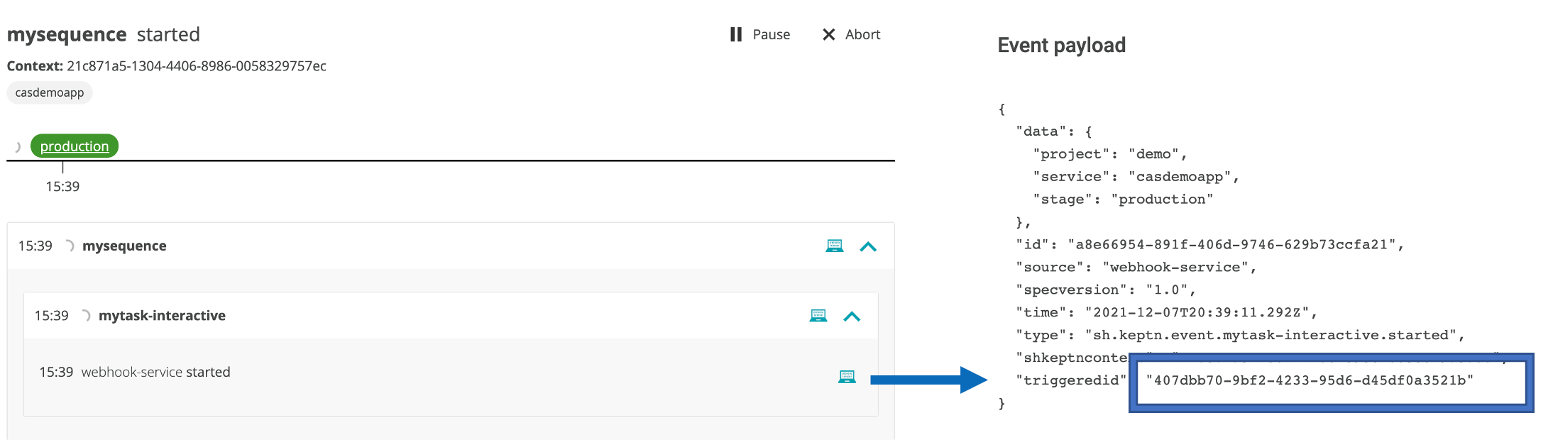 mysequence started
Pause
Abort
Context: 21c871a5-1304-4406-8986-0058329757ec
casdemoapp
production
15:39
15:39 mysequence
15:39 mytask-interactive
15:39 webhook-service started
Event payload
{
"data": {
"project": "demo",
"service": "casdemoapp",
"stage": "production"
},
"id": "a8e66954-891f-406d-9746-629b73ccfa21",
"source": "webhook-service",
"specversion": "1.0",
"time": "2021-12-07T20:39:11.292Z",
"type": "sh.keptn.event.mytask-interactive.started",
"triggeredid" "407dbb70-9bf2-4233-95d6-d45df0a3521b"
}